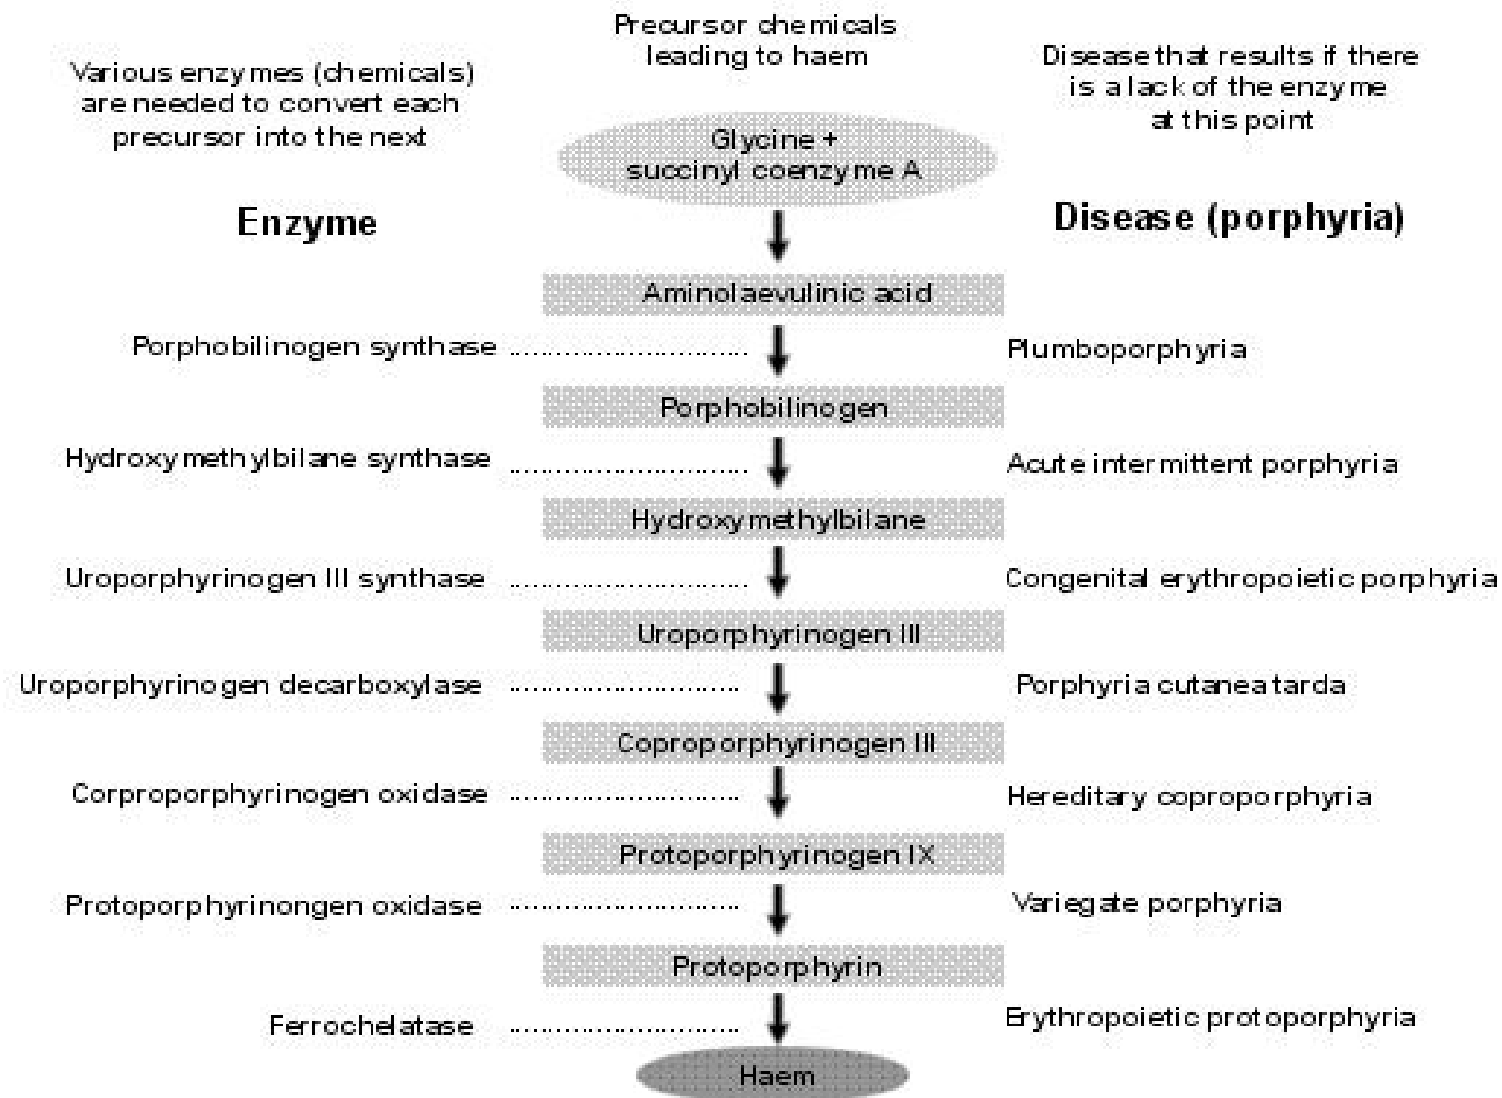 Precursor chemicals
leading to haem
Various enzymes (chemicals)
are needed to convert each
precursor into the next
Disease that results if there
is a lack of the enzyme
at this point
Glycine +
succinyl coenzyme A
Enzyme
Disease (porphyria)
Aminolaevulinic acid
Porphobilinogen synthase
Plumboporphyria
Porphobilinogen
Hydroxymethylbilane synthase
Acute intermittent porphyria
Hydroxymethylbilane
Uroporphyrinogen III synthase
Congenital erythropoietic porphyria
Uroporphyrinogen III
Uroporphyrinogen decarboxylase
Porphyria cutanea tarda
Coproporphyrinogen III
Corproporphyrinogen oxidase
Hereditary coproporphyria
Protoporphyrinogen IX
Protoporphyrinongen oxidase
Variegate porphyria
Protoporphyrin
Ferrochelatase
Erythropoietic protoporphyria
Haem